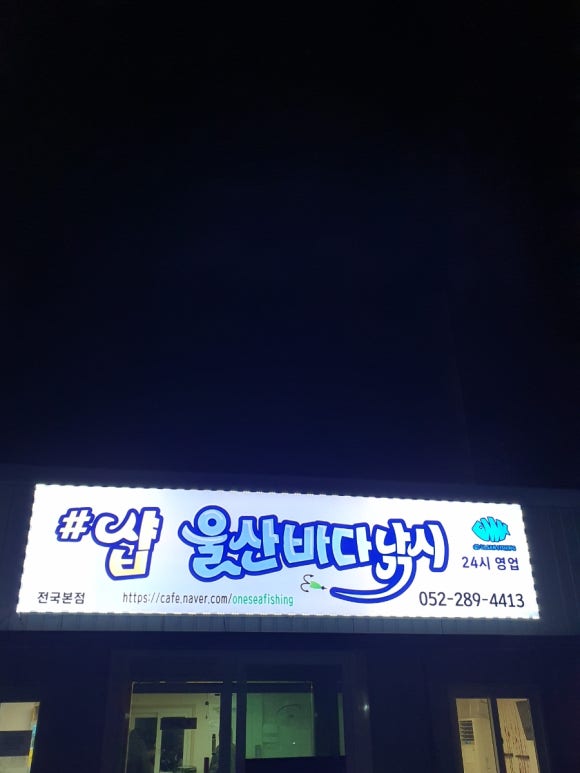 #샵 울산바다낚시
24시 영업
전국본점 https://cafe.naver.com/oneseafishing 052-289-4413